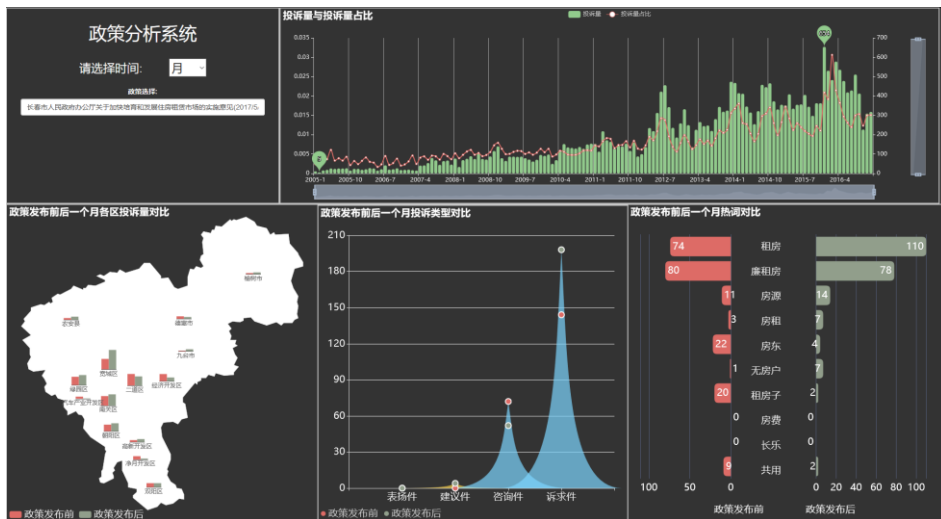 政策分析系统
请选择时间: 月
政策选择:
长春市人民政府办公厅关于加快培育和发展住房租赁市场的实施意见(2017/5.
投诉量与投诉量占比
投诉量 投诉量占比
0.035
0.03
0.025
0.02
0.015
0.01
0.005
0
700
600
500
400
300
200
100
0
2005-1 2005-10 2006-7 2007-4 2008-1 2008-10 2009-7 2010-4 2011-1 2011-10 2012-7 2013-4 2014-1 2014-10 2015-7 2016-4
政策发布前后一个月各区投诉量对比
榆树市
农安县
德惠市
九台市
宽城区
绿园区
二道区
经济开发区
汽车产业开发区
南关区
朝阳区
高新开发区
净月开发区
双阳区
政策发布前 政策发布后
政策发布前后一个月投诉类型对比
210
180
150
120
90
60
30
0
表扬件 建议件 咨询件 诉求件
政策发布前 政策发布后
政策发布前后一个月热词对比
74 租房 110
80 廉租房 78
11 房源 14
3 房租 7
22 房东 4
1 无房户 7
20 租房子 2
0 房费 0
0 长乐 0
9 共用 2
100 50 0 0 20 40 60 80 100
政策发布前 政策发布后